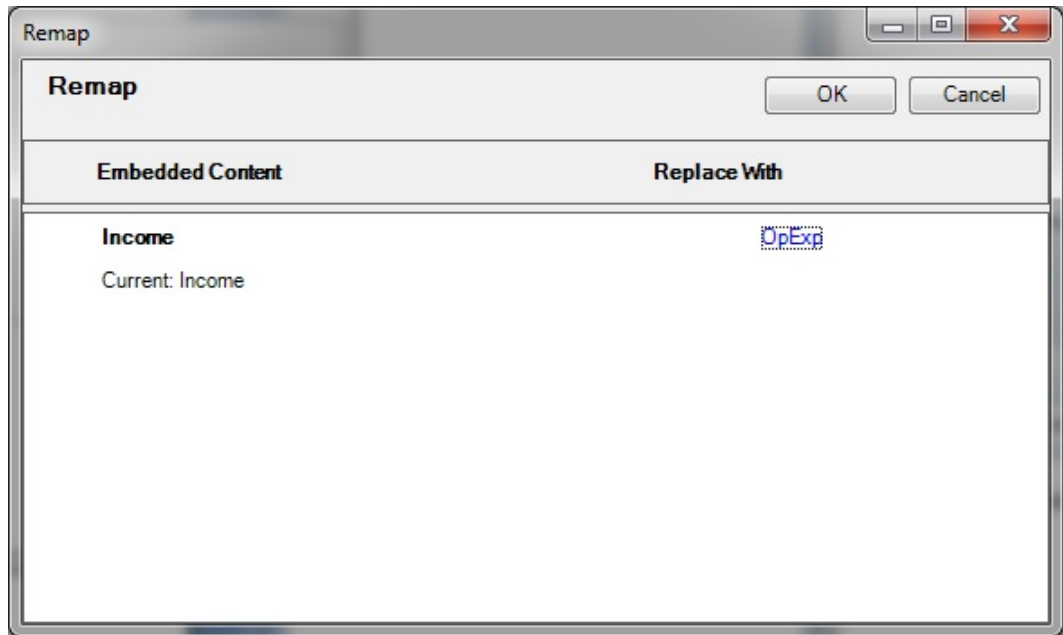 Remap
Remap
OK Cancel
Embedded Content Replace With
Income OpExp
Current: Income